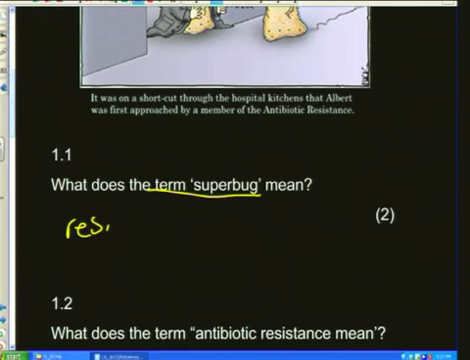 It was on a short-cut through the hospital kitchens that Albert
was first approached by a member of the Antibiotic Resistance.
1.1
What does the term ‘superbug’ mean?
(2)
res.
1.2
What does the term “antibiotic resistance mean’?
start